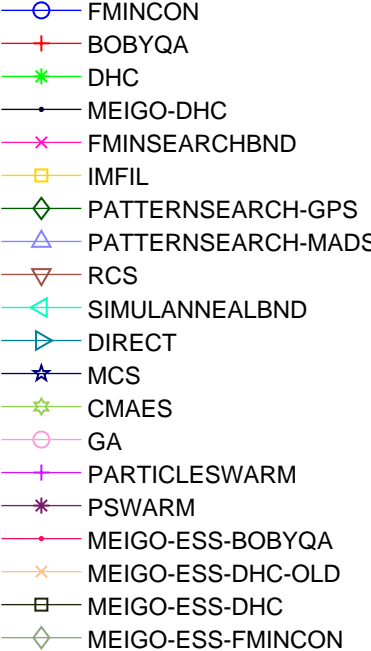 FMINCON
BOBYQA
DHC
MEIGO-DHC
FMINSEARCHBND
IMFIL
PATTERNSEARCH-GPS
PATTERNSEARCH-MADS
RCS
SIMULANNEALBND
DIRECT
MCS
CMAES
GA
PARTICLESWARM
PSWARM
MEIGO-ESS-BOBYQA
MEIGO-ESS-DHC-OLD
MEIGO-ESS-DHC
MEIGO-ESS-FMINCON